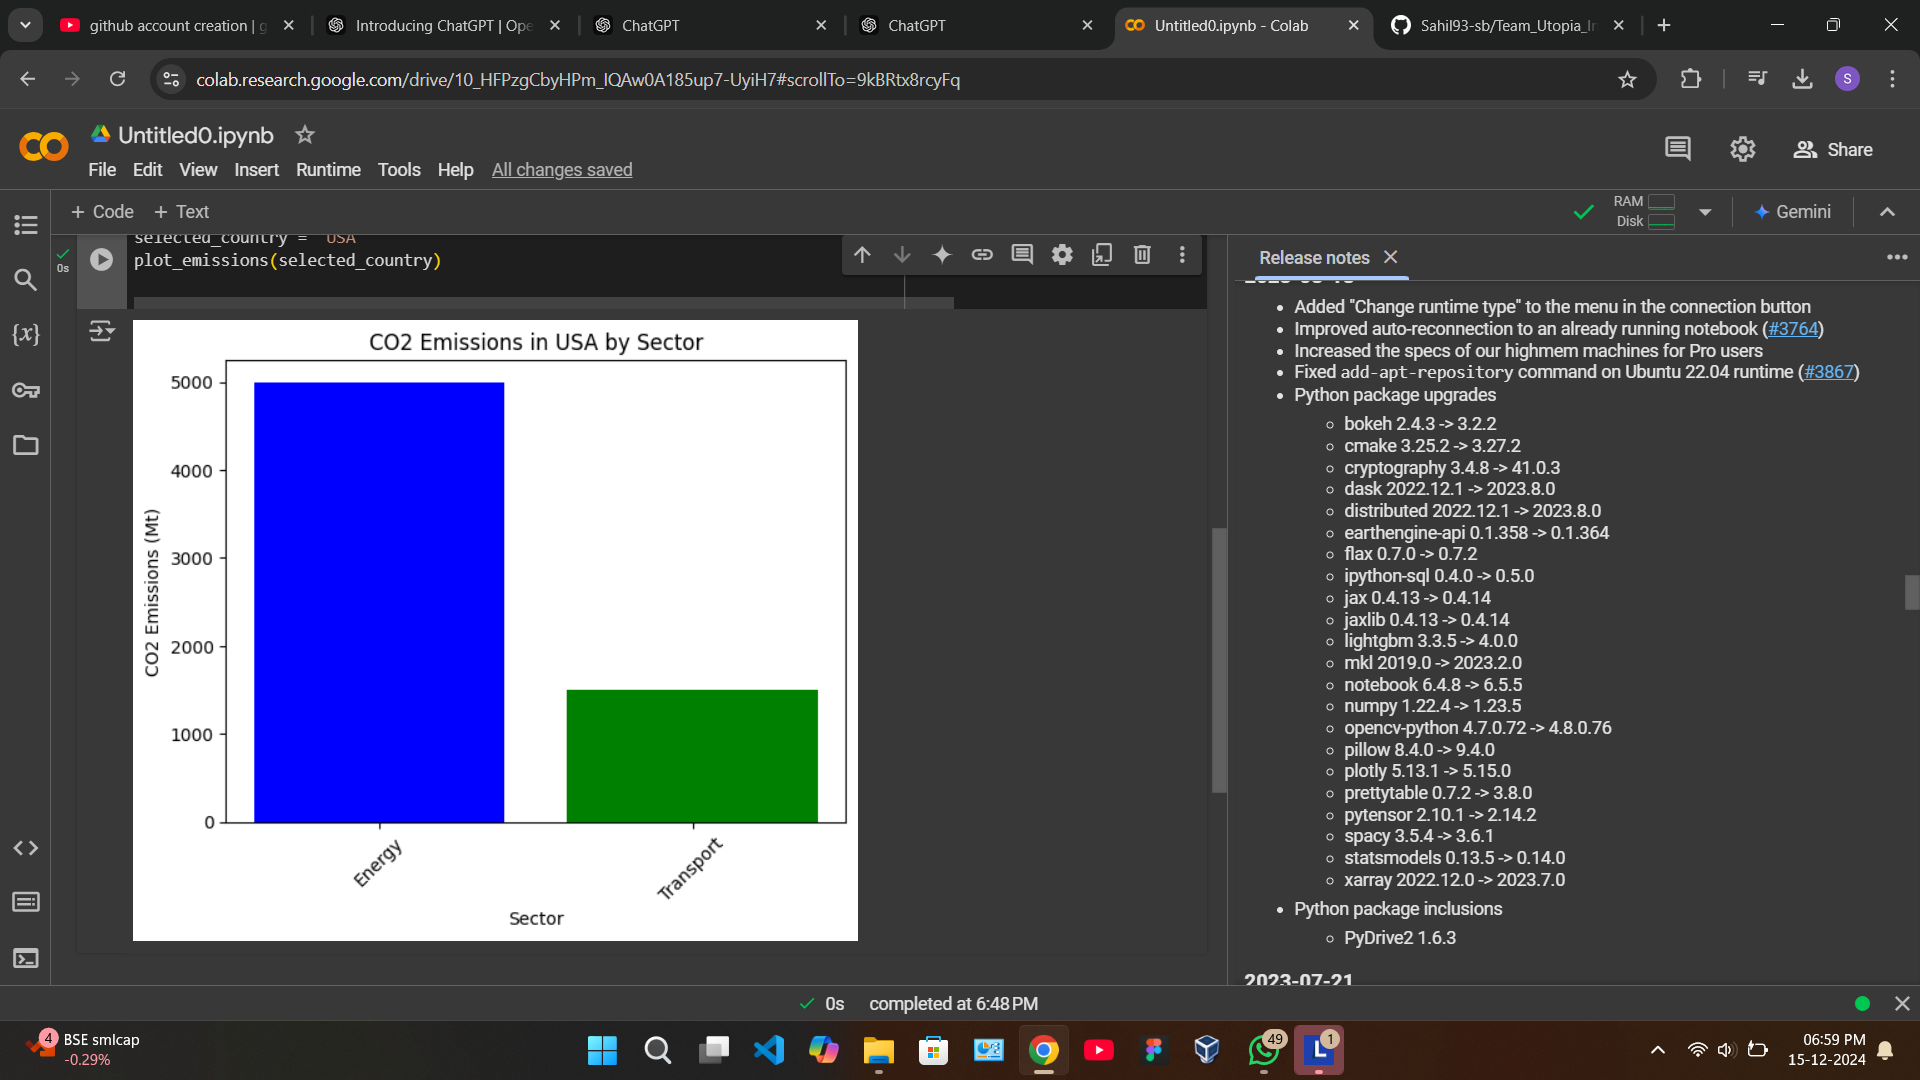 github account creation | g
Introducing ChatGPT | Ope
ChatGPT
ChatGPT
Untitled0.ipynb - Colab
Sahil93-sb/Team_Utopia_In
colab.research.google.com/drive/10_HFPzgCbyHPm_lQAw0A185up7-UyiH7#scrollTo=9kBRtx8rcyFq
S
Untitled0.ipynb
File Edit View Insert Runtime Tools Help All changes saved
Share
+ Code + Text
RAM
Disk
Gemini
0s
selected_country = "USA"
plot_emissions(selected_country)
CO2 Emissions in USA by Sector
CO2 Emissions (Mt)
5000
4000
3000
2000
1000
0
Energy
Transport
Sector
Release notes
Added "Change runtime type" to the menu in the connection button
Improved auto-reconnection to an already running notebook (#3764)
Increased the specs of our highmem machines for Pro users
Fixed add-apt-repository command on Ubuntu 22.04 runtime (#3867)
Python package upgrades
bokeh 2.4.3 -> 3.2.2
cmake 3.25.2 -> 3.27.2
cryptography 3.4.8 -> 41.0.3
dask 2022.12.1 -> 2023.8.0
distributed 2022.12.1 -> 2023.8.0
earthengine-api 0.1.358 -> 0.1.364
flax 0.7.0 -> 0.7.2
ipython-sql 0.4.0 -> 0.5.0
jax 0.4.13 -> 0.4.14
jaxlib 0.4.13 -> 0.4.14
lightgbm 3.3.5 -> 4.0.0
mkl 2019.0 -> 2023.2.0
notebook 6.4.8 -> 6.5.5
numpy 1.22.4 -> 1.23.5
opencv-python 4.7.0.72 -> 4.8.0.76
pillow 8.4.0 -> 9.4.0
plotly 5.13.1 -> 5.15.0
prettytable 0.7.2 -> 3.8.0
pytensor 2.10.1 -> 2.14.2
spacy 3.5.4 -> 3.6.1
statsmodels 0.13.5 -> 0.14.0
xarray 2022.12.0 -> 2023.7.0
Python package inclusions
PyDrive2 1.6.3
2023-07-21
0s completed at 6:48 PM
4
BSE smlcap
-0.29%
49
L
1
06:59 PM
15-12-2024